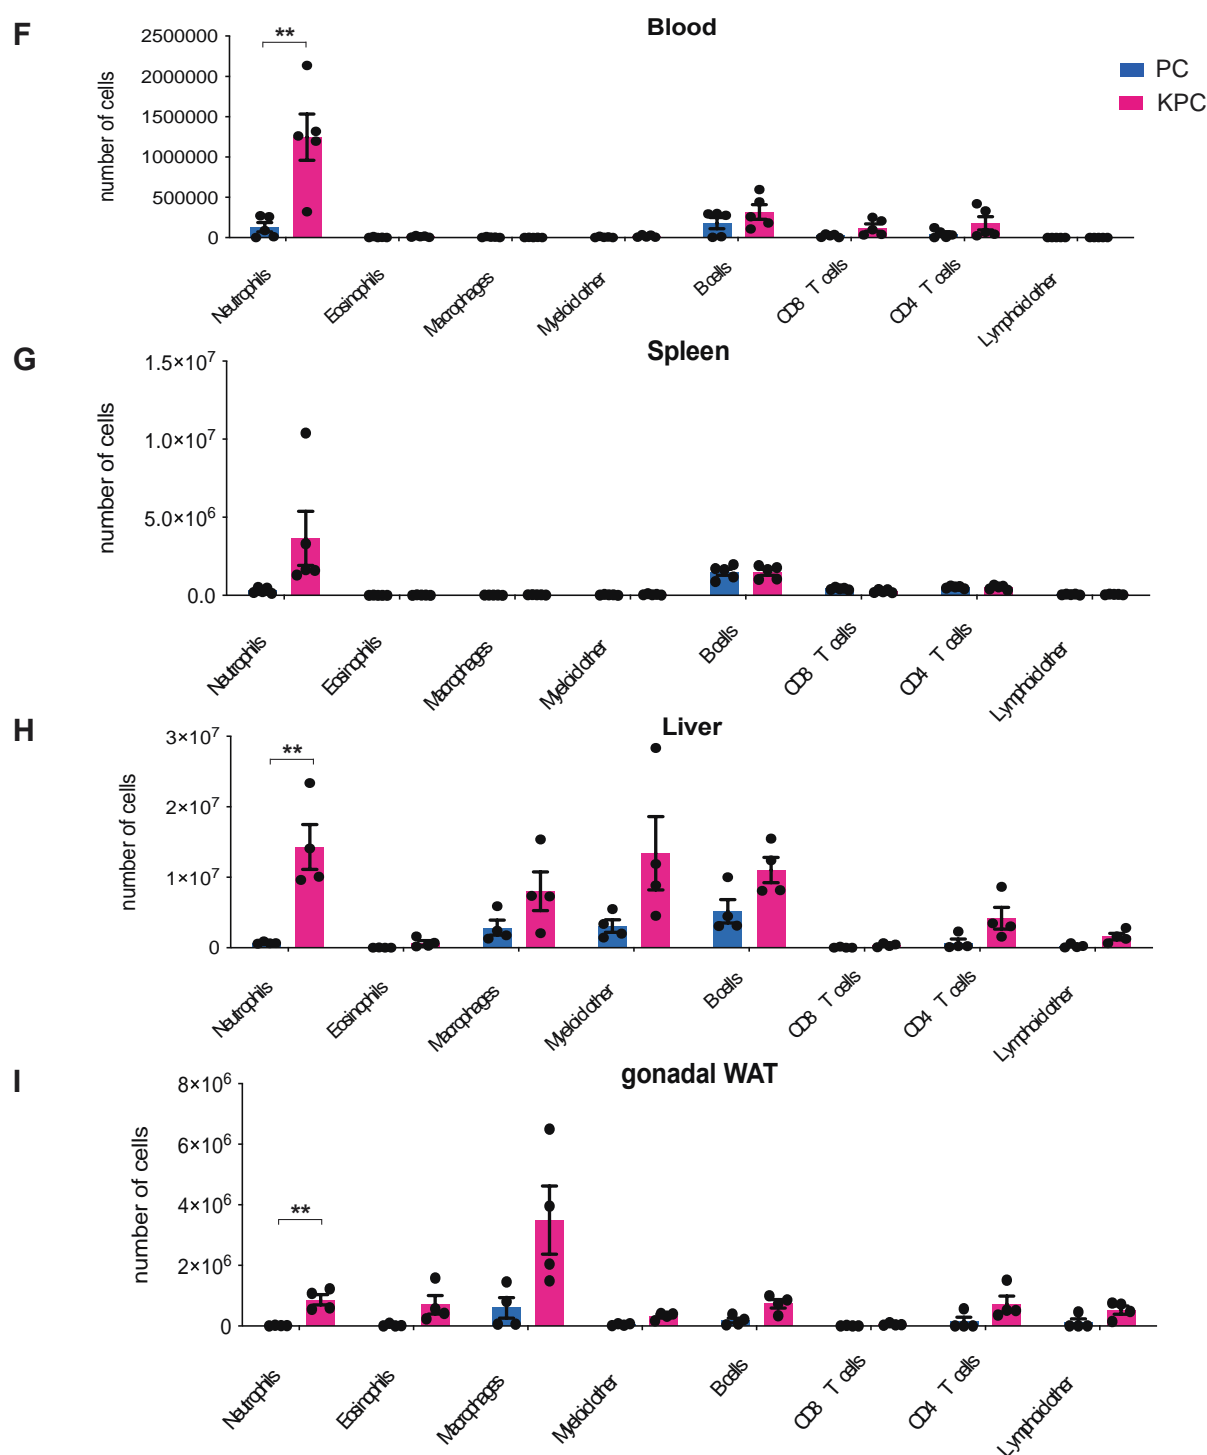 F
Blood
PC
KPC
**
number of cells
2500000
2000000
1500000
1000000
500000
0
Neutrophils
Eosinophils
Macrophages
Myeloid other
B cells
CD8 T cells
CD4 T cells
Lymphoid other
G
Spleen
number of cells
1.5×10⁷
1.0×10⁷
5.0×10⁶
0.0
Neutrophils
Eosinophils
Macrophages
Myeloid other
B cells
CD8 T cells
CD4 T cells
Lymphoid other
H
Liver
**
number of cells
3×10⁷
2×10⁷
1×10⁷
0
Neutrophils
Eosinophils
Macrophages
Myeloid other
B cells
CD8 T cells
CD4 T cells
Lymphoid other
I
gonadal WAT
**
number of cells
8×10⁶
6×10⁶
4×10⁶
2×10⁶
0
Neutrophils
Eosinophils
Macrophages
Myeloid other
B cells
CD8 T cells
CD4 T cells
Lymphoid other